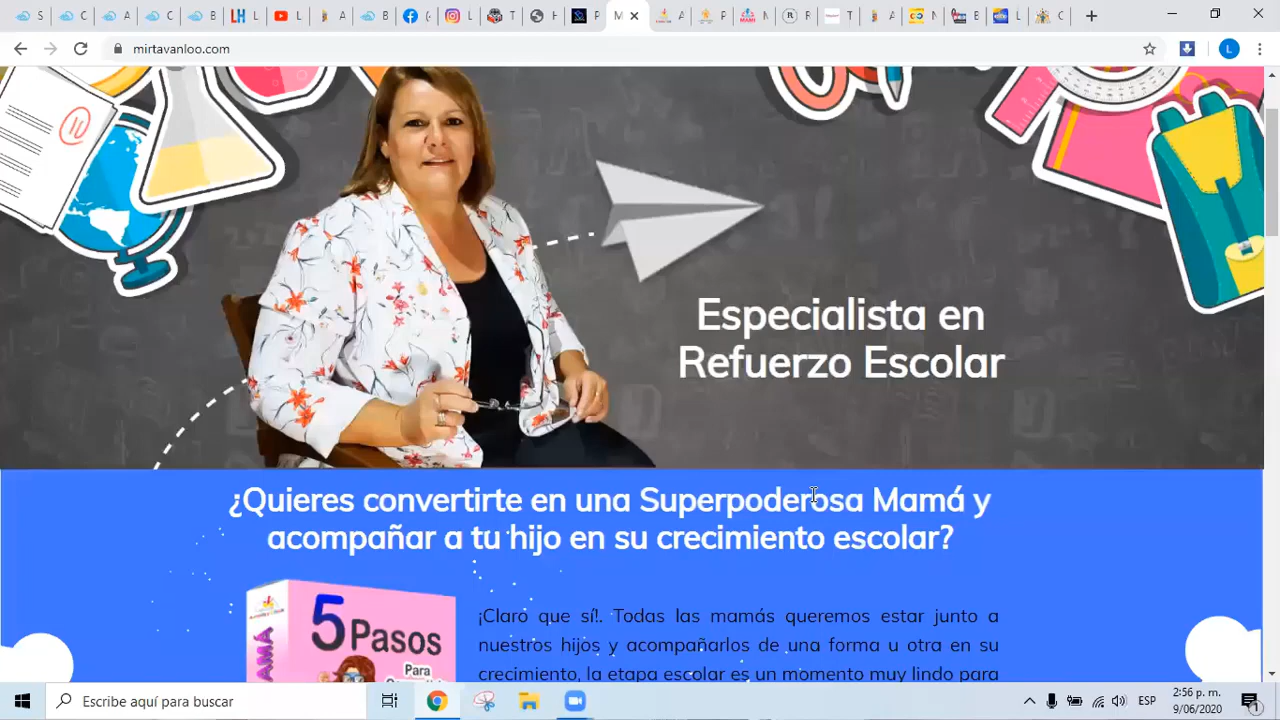 mirtavanloo.com
10
Especialista en
Refuerzo Escolar
¿Quieres convertirte en una Superpoderosa Mamá y
acompañar a tu hijo en su crecimiento escolar?
MAMÁ
5 Pasos
Para
¡Claro que sí!. Todas las mamás queremos estar junto a
nuestros hijos y acompañarlos de una forma u otra en su
crecimiento, la etapa escolar es un momento muy lindo para
Escribe aquí para buscar
ESP
2:56 p. m.
9/06/2020